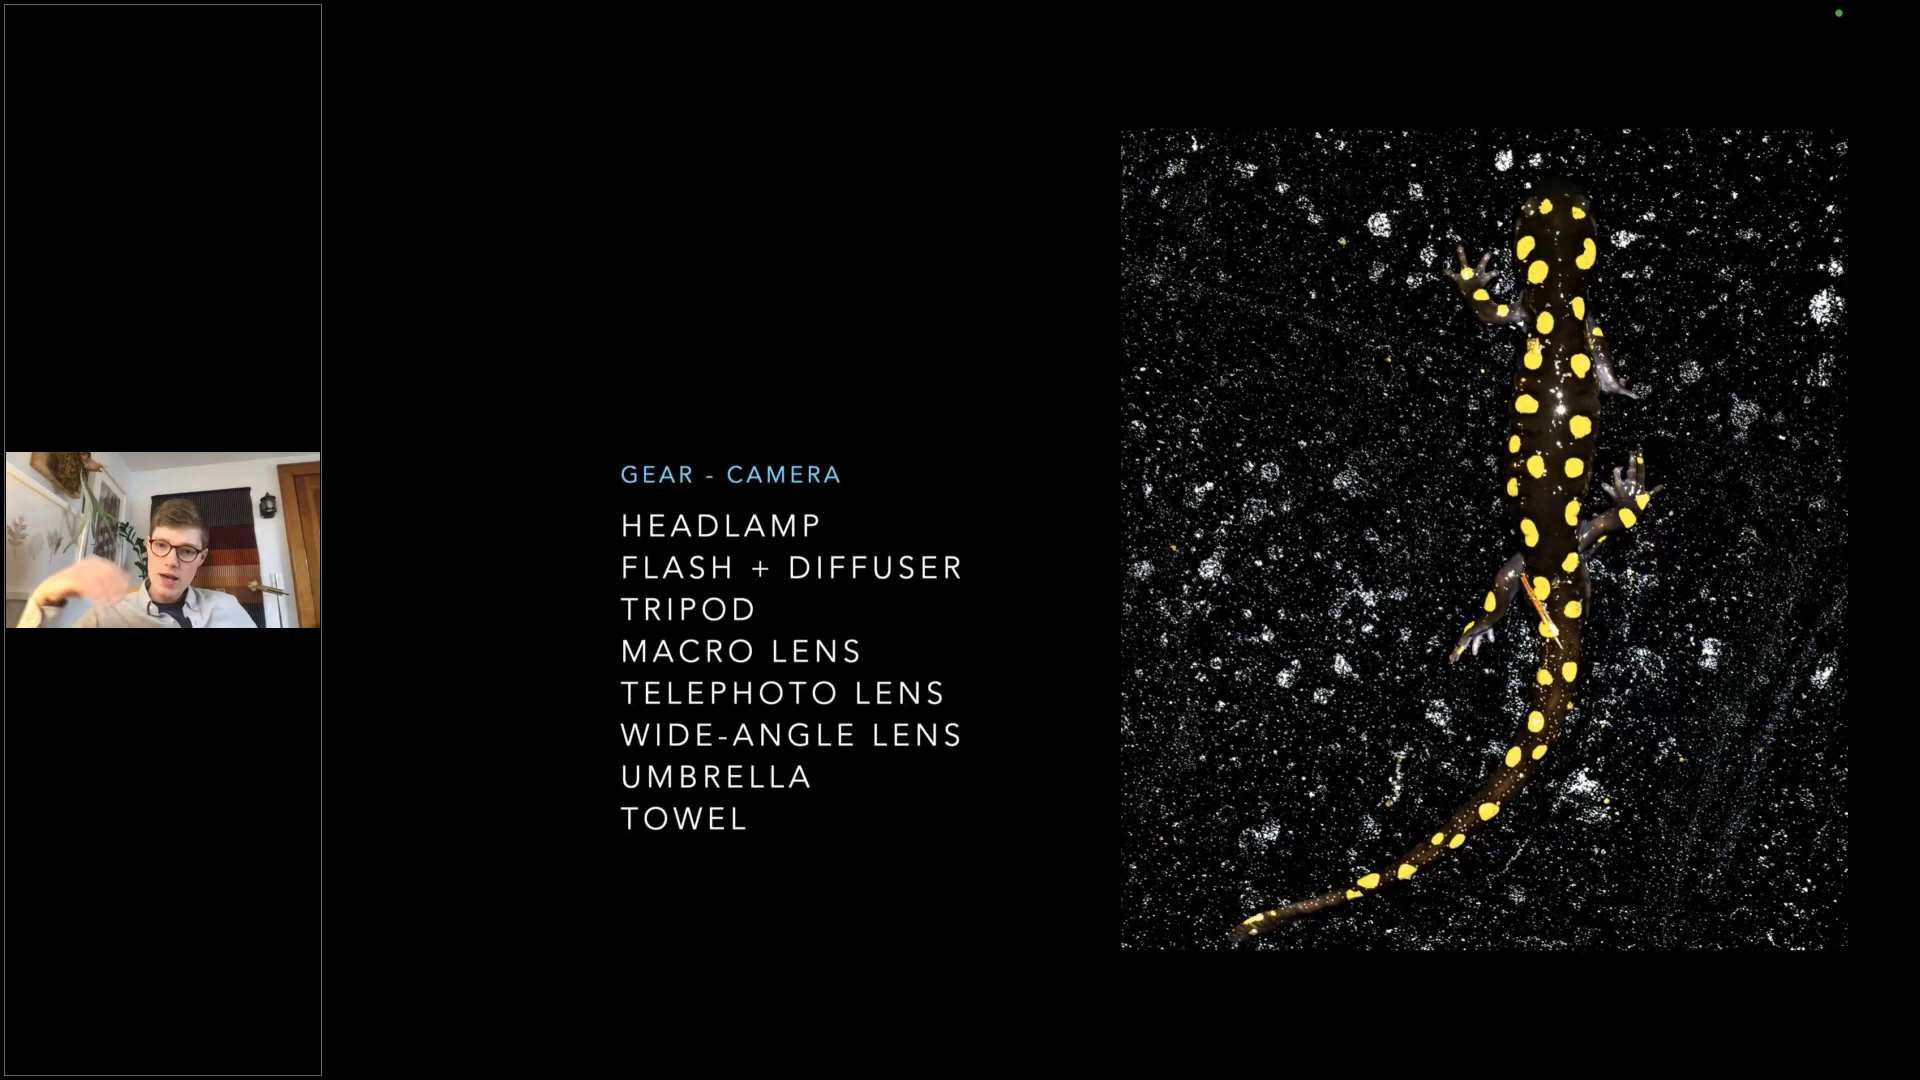 GEAR - CAMERA
HEADLAMP
FLASH + DIFFUSER
TRIPOD
MACRO LENS
TELEPHOTO LENS
WIDE-ANGLE LENS
UMBRELLA
TOWEL